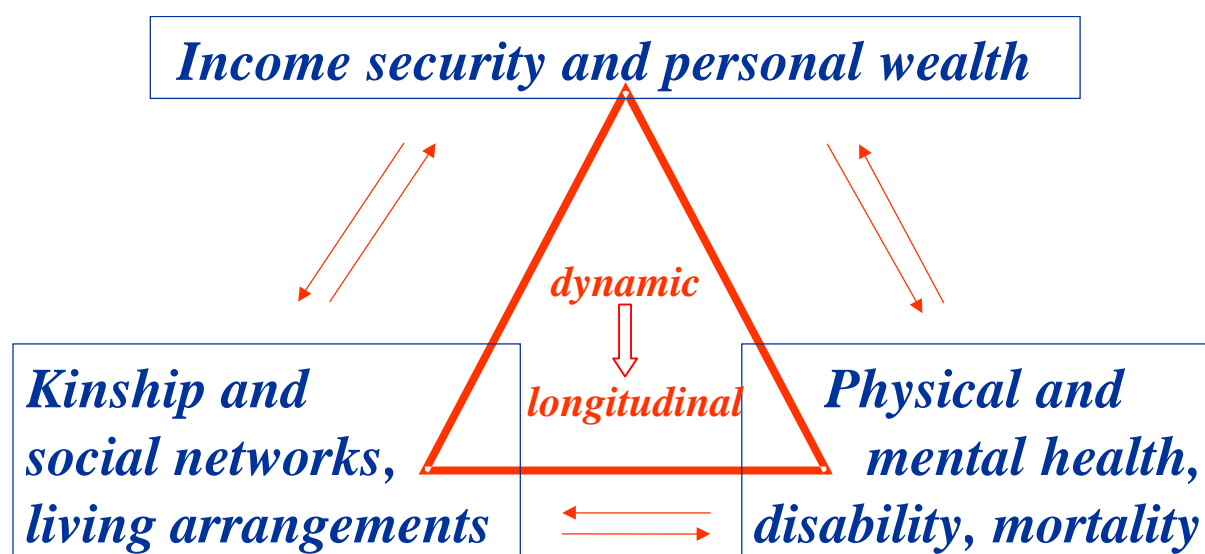 Income security and personal wealth
dynamic
longitudinal
Kinship and
social networks,
living arrangements
Physical and
mental health,
disability, mortality